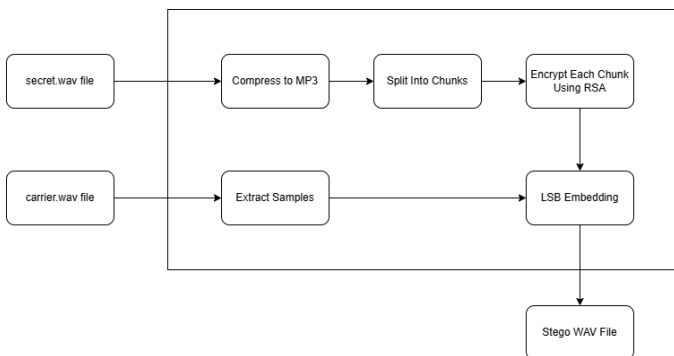 secret.wav file
Compress to MP3
Split Into Chunks
Encrypt Each Chunk
Using RSA
carrier.wav file
Extract Samples
LSB Embedding
Stego WAV File